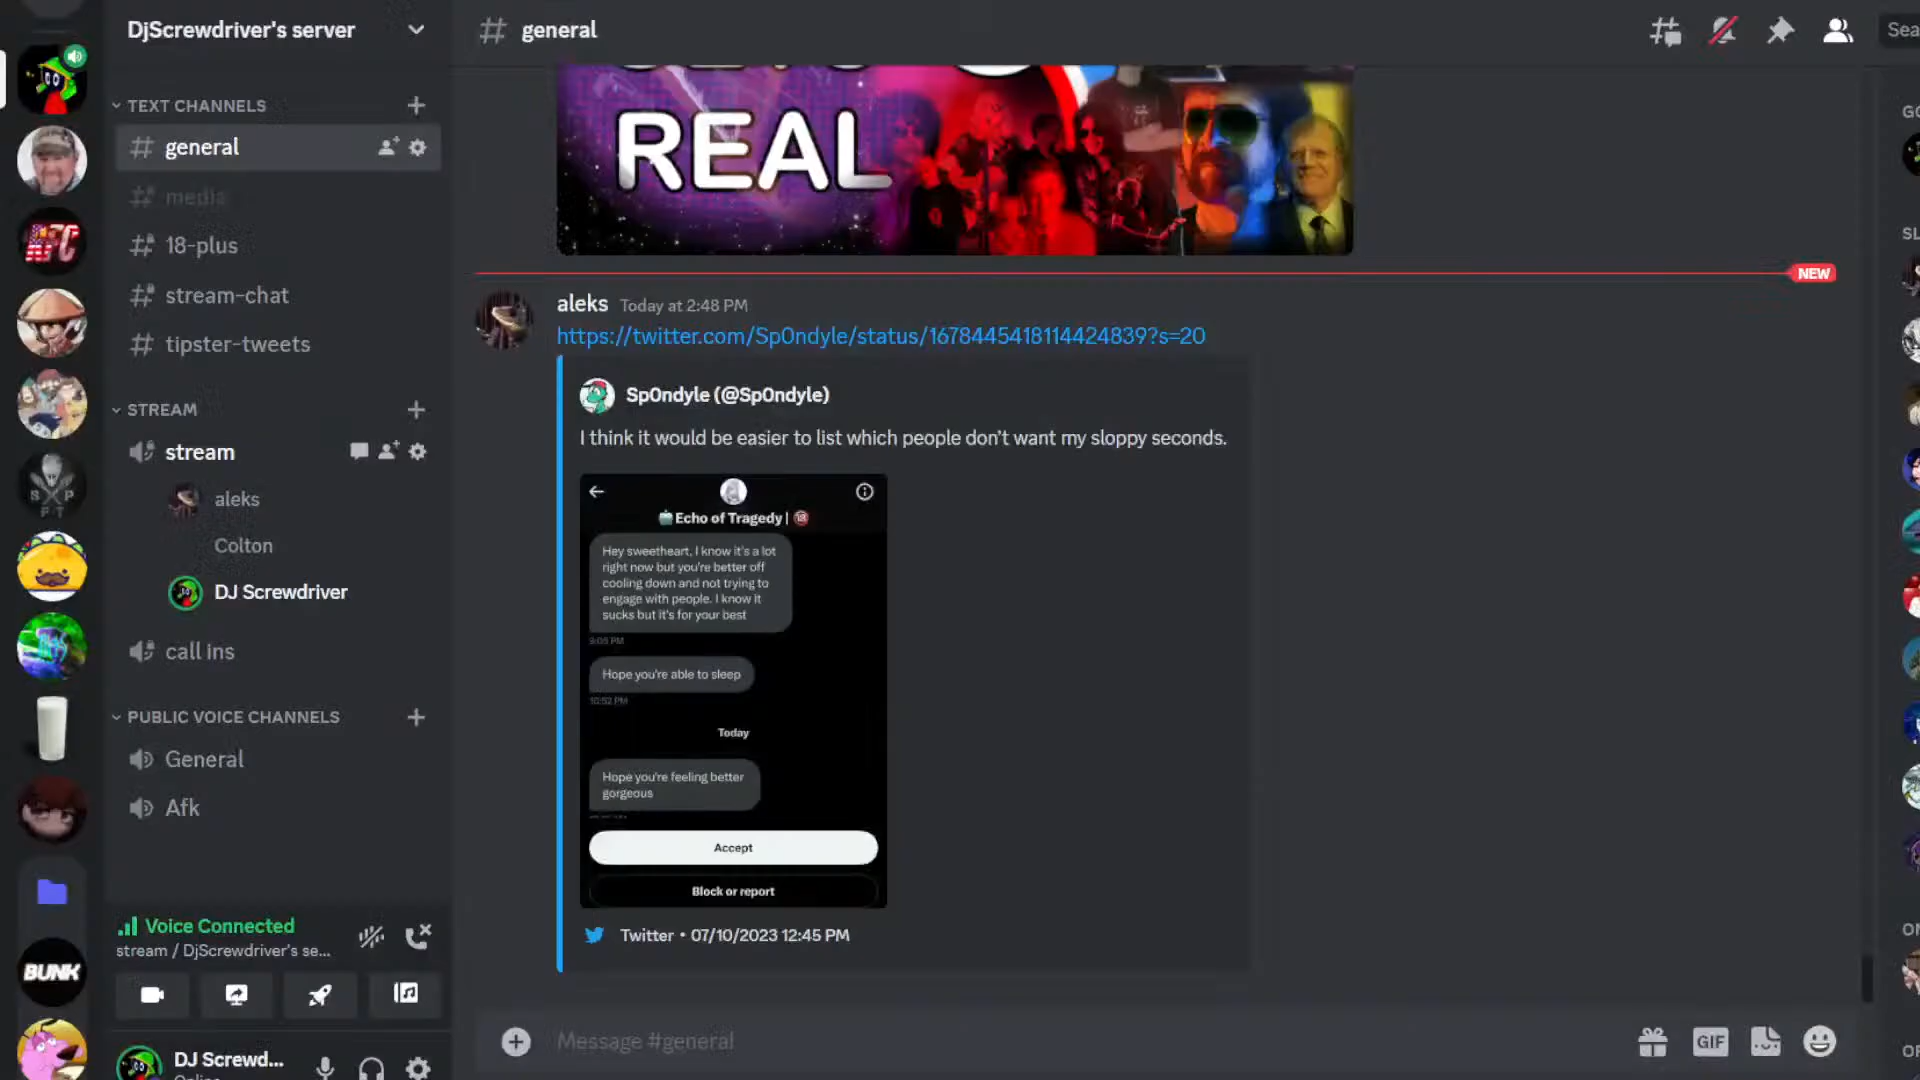 DjScrewdriver's server
general
Sea
TEXT CHANNELS
general
media
18-plus
stream-chat
tipster-tweets
STREAM
stream
aleks
Colton
DJ Screwdriver
call ins
PUBLIC VOICE CHANNELS
General
Afk
Voice Connected
stream / DjScrewdriver's se...
DJ Screwd...
BUNK
REAL
NEW
aleks Today at 2:48 PM
https://twitter.com/Sp0ndyle/status/1678445418114424839?s=20
Sp0ndyle (@Sp0ndyle)
I think it would be easier to list which people don't want my sloppy seconds.
Echo of Tragedy |
Hey sweetheart, I know it's a lot
right now but you're better off
cooling down and not trying to
engage with people. I know it
sucks but it's for your best
9:05 PM
Hope you're able to sleep
10:52 PM
Today
Hope you're feeling better
gorgeous
Accept
Block or report
Twitter • 07/10/2023 12:45 PM
Message #general
GIF